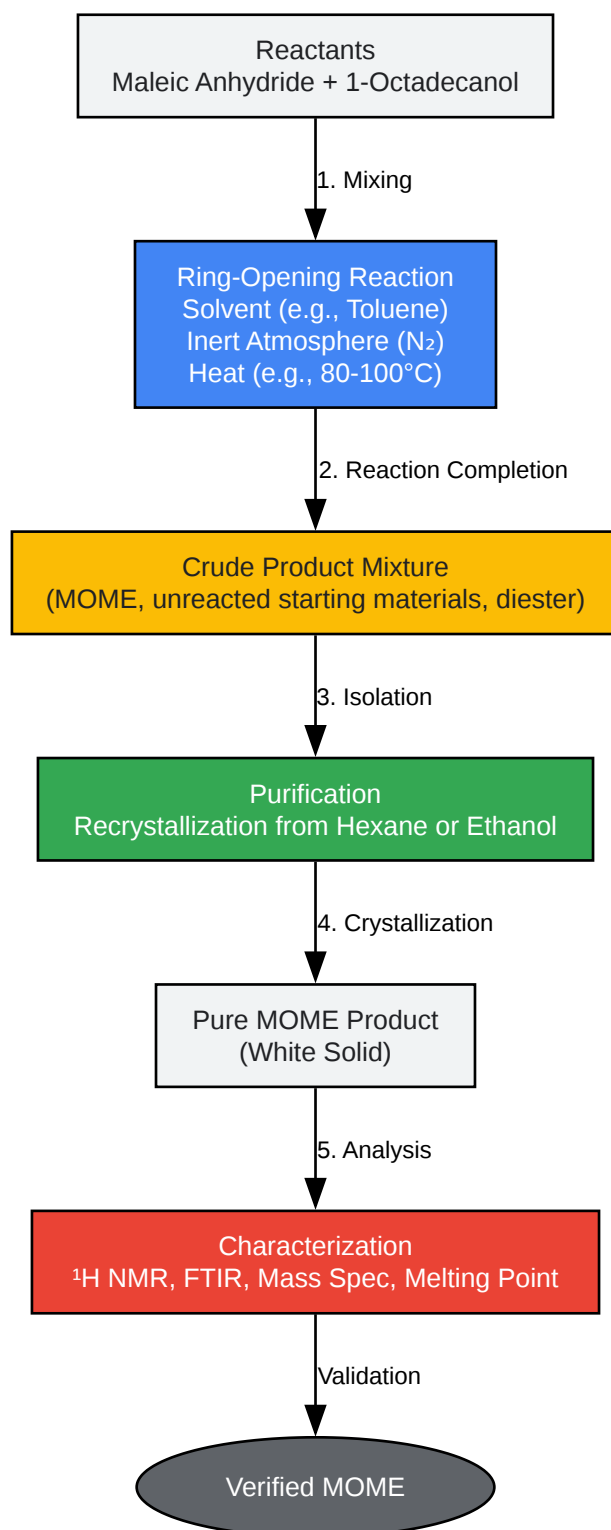 Reactants
Maleic Anhydride + 1-Octadecanol
1. Mixing
Ring-Opening Reaction
Solvent (e.g., Toluene)
Inert Atmosphere (N₂)
Heat (e.g., 80-100°C)
2. Reaction Completion
Crude Product Mixture
(MOME, unreacted starting materials, diester)
3. Isolation
Purification
Recrystallization from Hexane or Ethanol
4. Crystallization
Pure MOME Product
(White Solid)
5. Analysis
Characterization
¹H NMR, FTIR, Mass Spec, Melting Point
Validation
Verified MOME